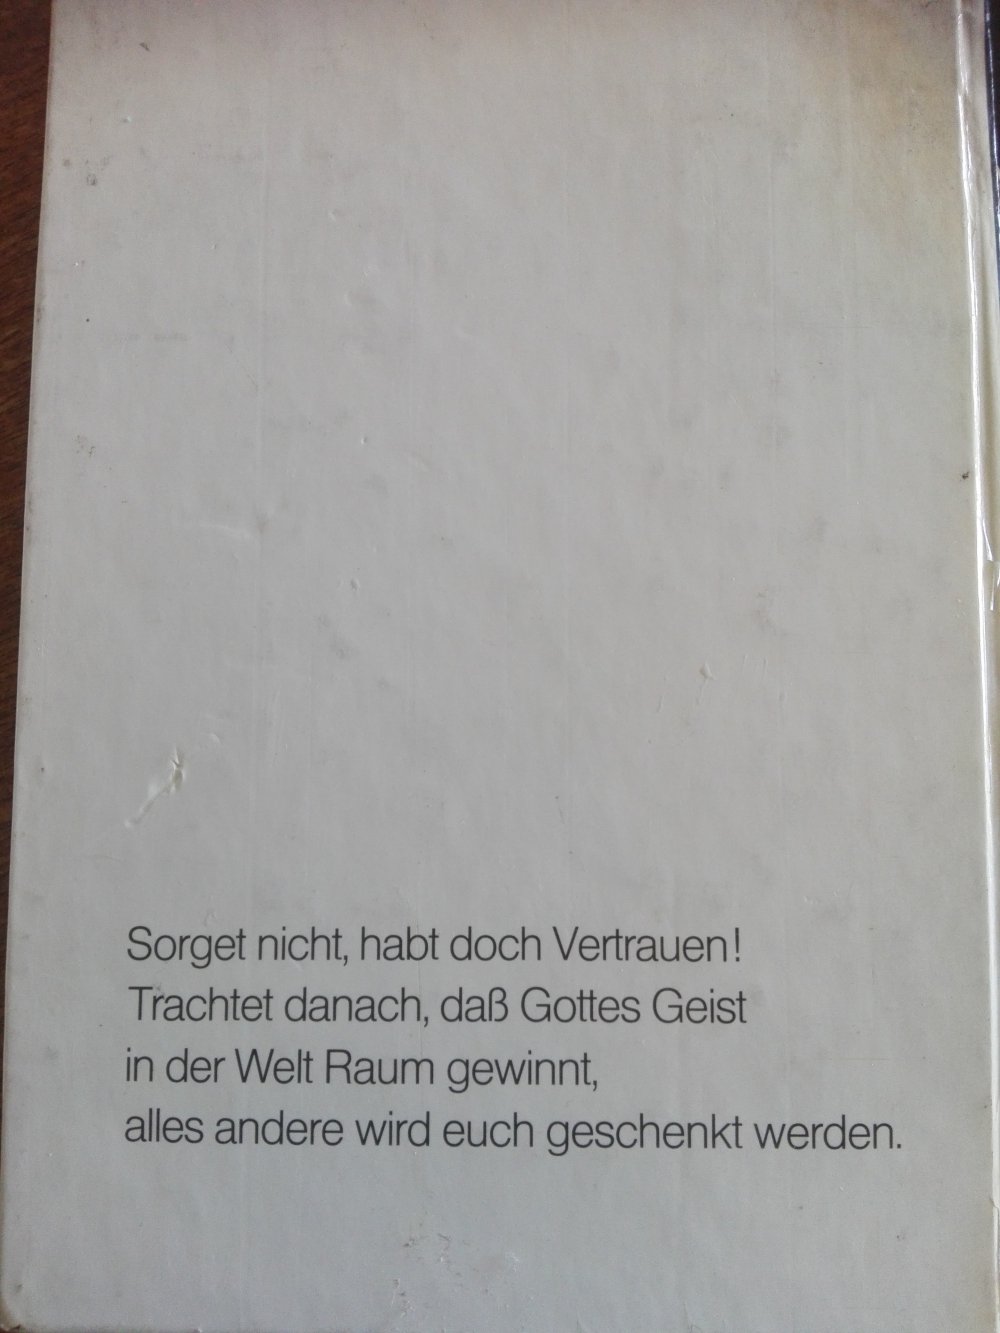 Sorget nicht, habt doch Vertrauen!
Trachtet danach, daß Gottes Geist
in der Welt Raum gewinnt,
alles andere wird euch geschenkt werden.